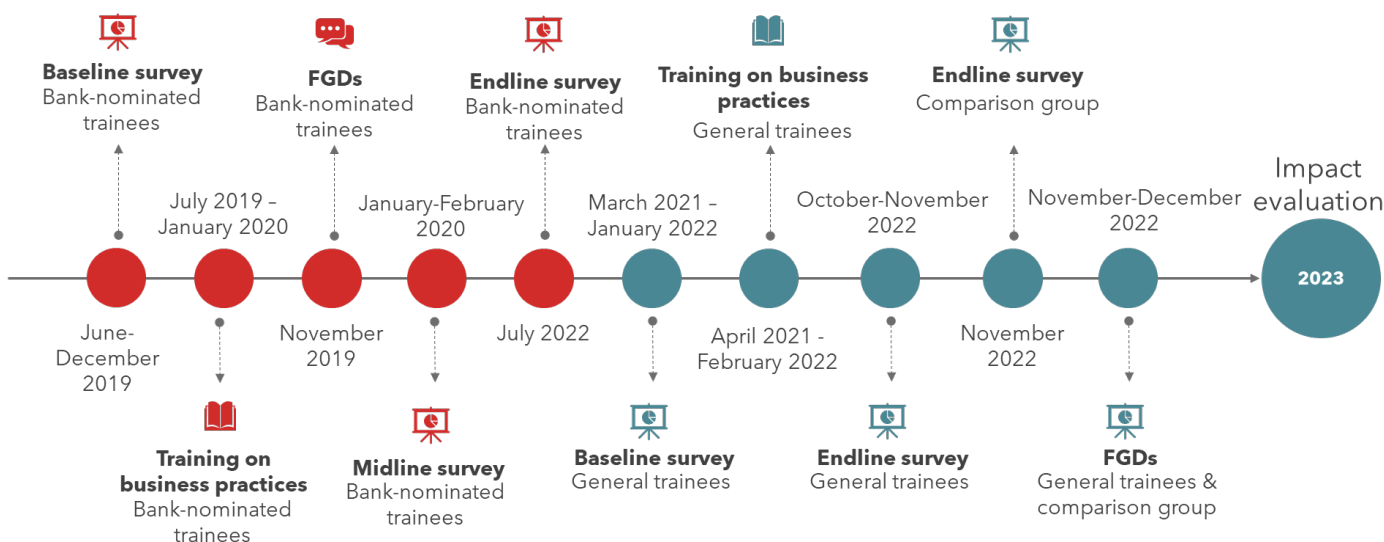 Baseline survey
Bank-nominated
trainees
FGDs
Bank-nominated
trainees
Endline survey
Bank-nominated
trainees
Training on business
practices
General trainees
Endline survey
Comparison group
July 2019 –
January 2020
January-February
2020
March 2021 –
January 2022
October-November
2022
November-December
2022
Impact
evaluation
2023
June-
December
2019
November
2019
July 2022
April 2021 -
February 2022
November
2022
Training on
business practices
Bank-nominated
trainees
Midline survey
Bank-nominated
trainees
Baseline survey
General trainees
Endline survey
General trainees
FGDs
General trainees &
comparison group